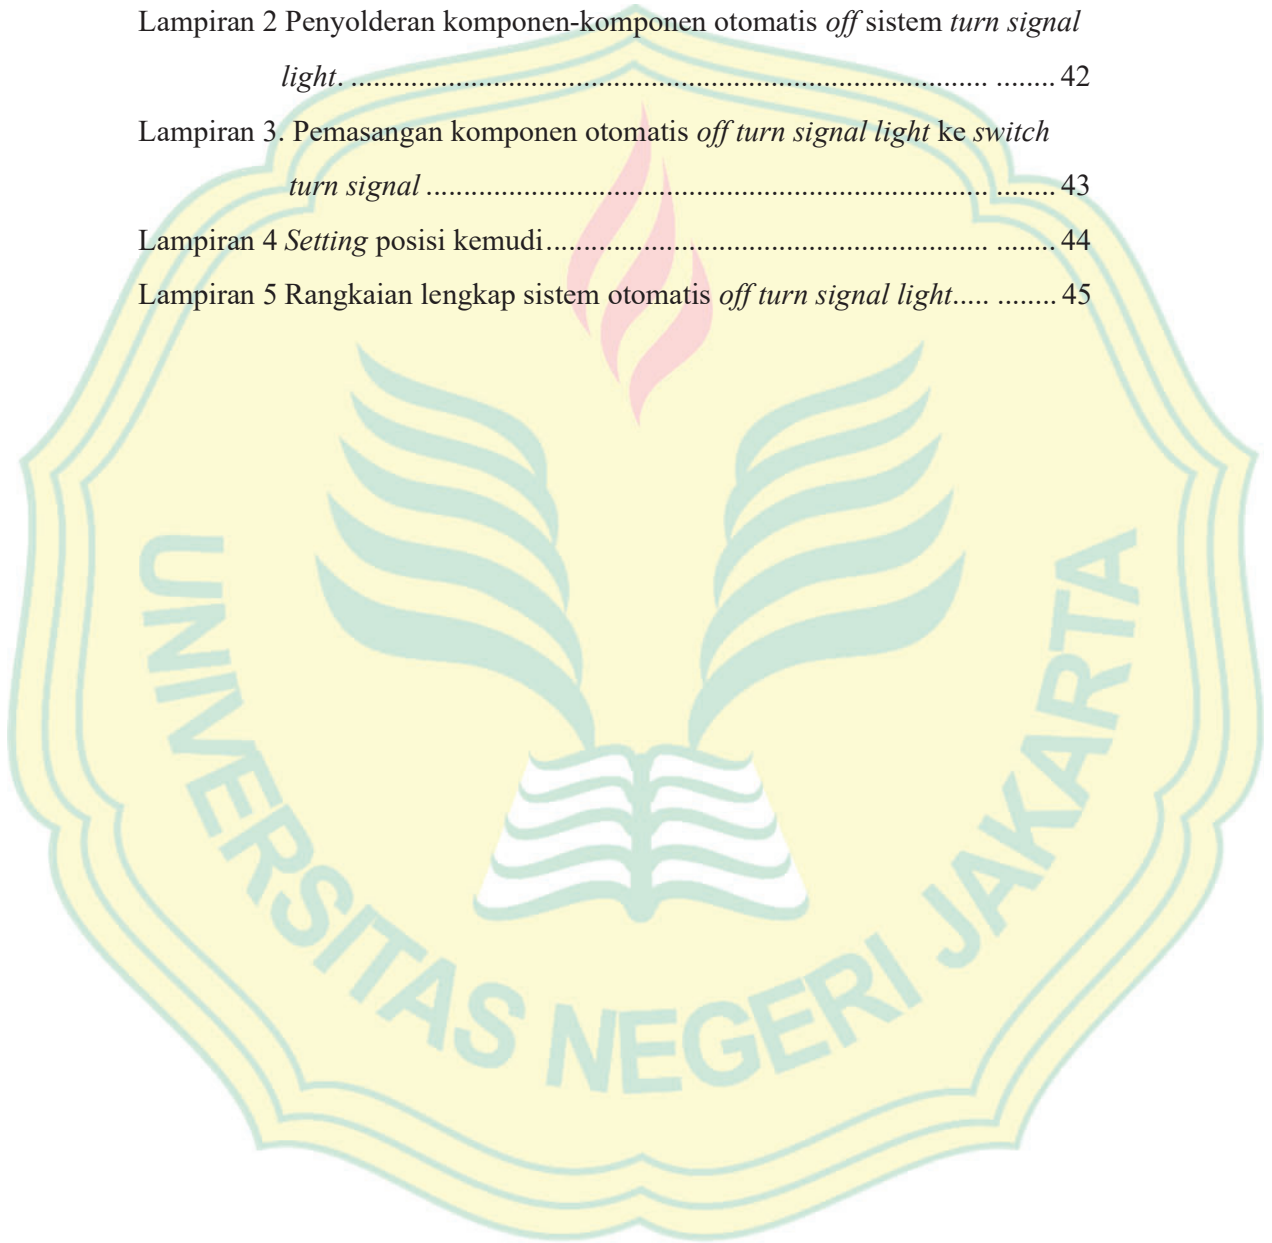 Lampiran 2 Penyolderan komponen-komponen otomatis off sistem turn signal
light. ..................................................................................... ........ 42
Lampiran 3. Pemasangan komponen otomatis off turn signal light ke switch
turn signal ........................................................................... ........ 43
Lampiran 4 Setting posisi kemudi........................................................... ........ 44
Lampiran 5 Rangkaian lengkap sistem otomatis off turn signal light..... ........ 45
UNIVERSITAS NEGERI JAKARTA